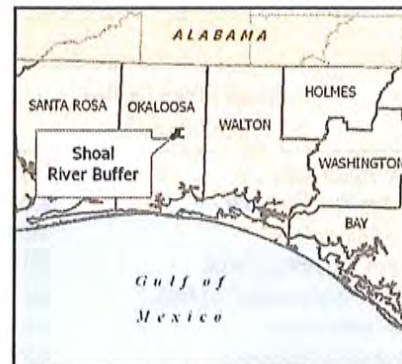 ALABAMA
HOLMES
SANTA ROSA
OKALOOSA
WALTON
WASHINGTON
Shoal
River Buffer
BAY
Gulf of
Mexico